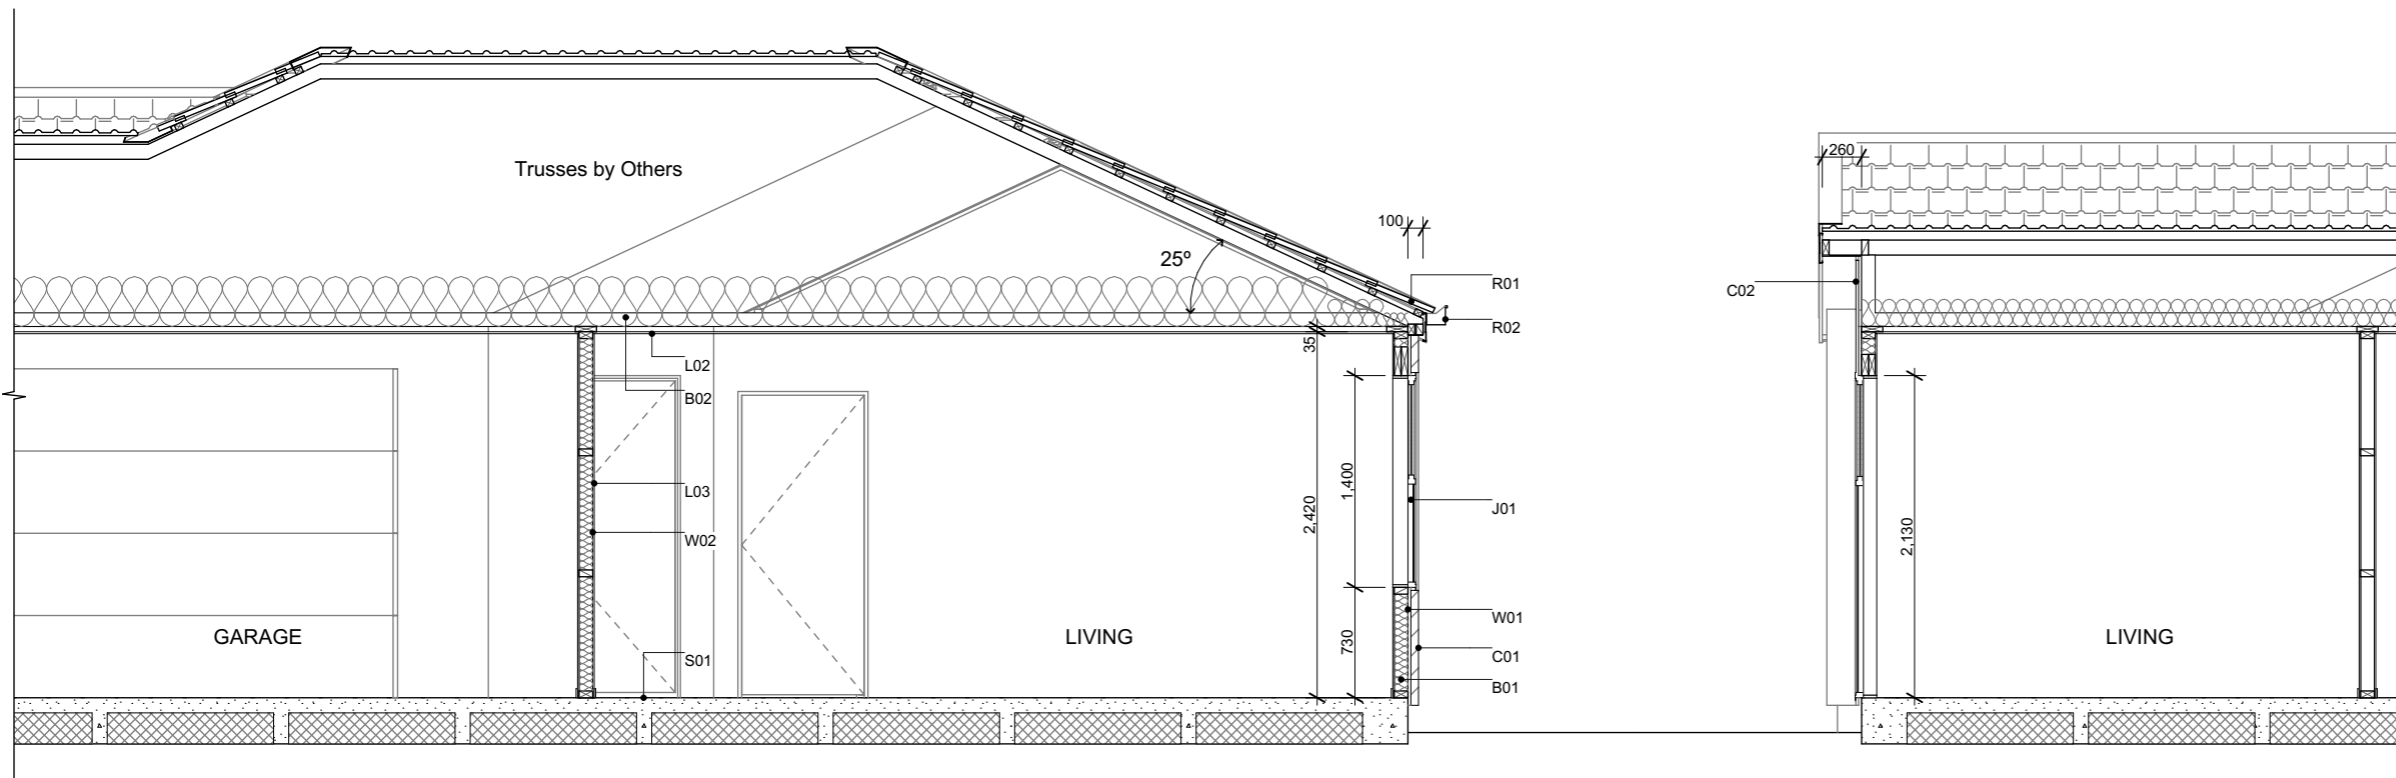 260
Trusses by Others
100
25º
R01
C02
R02
35
L02
B02
1,400
L03
2,420
J01
W02
2,130
W01
GARAGE
LIVING
LIVING
730
C01
S01
B01